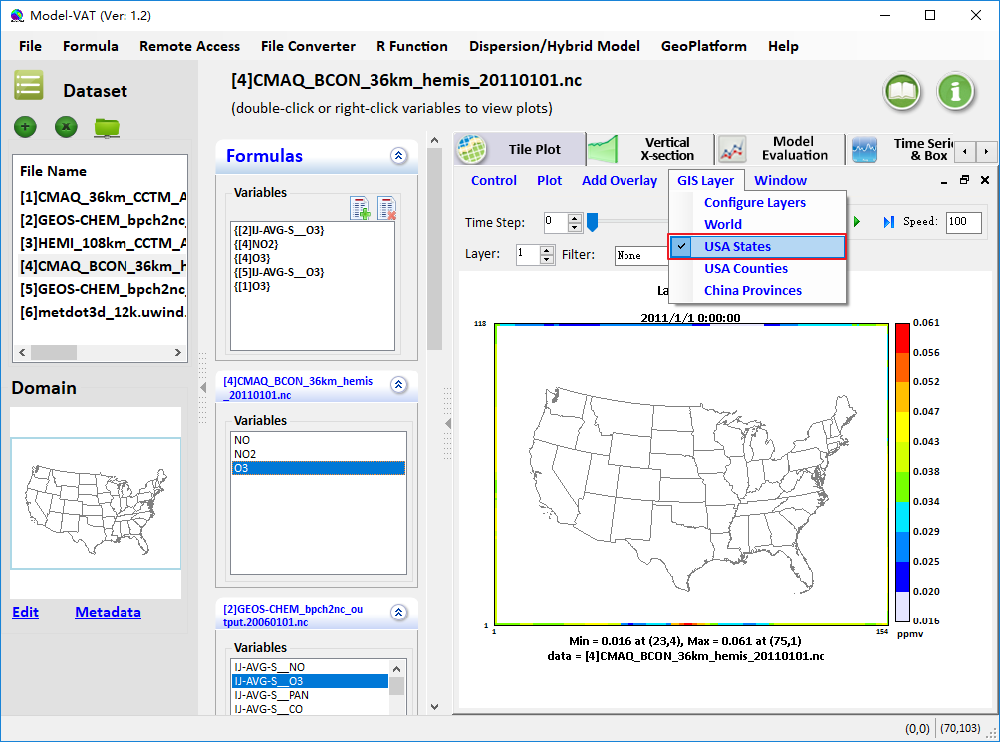 Model-VAT (Ver: 1.2)
File Formula Remote Access File Converter R Function Dispersion/Hybrid Model GeoPlatform Help
Dataset
File Name
[1]CMAQ_36km_CCTM_A
[2]GEOS-CHEM_bpch2nc_
[3]HEMI_108km_CCTM_A
[4]CMAQ_BCON_36km_h
[5]GEOS-CHEM_bpch2nc_
[6]metdot3d_12k.uwind.
Domain
Edit Metadata
[4]CMAQ_BCON_36km_hemis_20110101.nc
(double-click or right-click variables to view plots)
Formulas
Variables
{[2]IJ-AVG-S__O3}
{[4]NO2}
{[4]O3}
{[5]IJ-AVG-S__O3}
{[1]O3}
[4]CMAQ_BCON_36km_hemis
_20110101.nc
Variables
NO
NO2
O3
[2]GEOS-CHEM_bpch2nc_ou
tput.20060101.nc
Variables
IJ-AVG-S__NO
IJ-AVG-S__O3
IJ-AVG-S__PAN
IJ-AVG-S__CO
Tile Plot
Vertical
X-section
Model
Evaluation
Time Serie
& Box
Control Plot Add Overlay GIS Layer Window
Configure Layers
World
USA States
USA Counties
China Provinces
Time Step: 0
Speed: 100
Layer: 1 Filter: None
La
2011/1/1 0:00:00
118
1
1
154
0.061
0.056
0.052
0.047
0.043
0.038
0.034
0.029
0.025
0.020
0.016
ppmv
Min = 0.016 at (23,4), Max = 0.061 at (75,1)
data = [4]CMAQ_BCON_36km_hemis_20110101.nc
(0,0) (70,103)